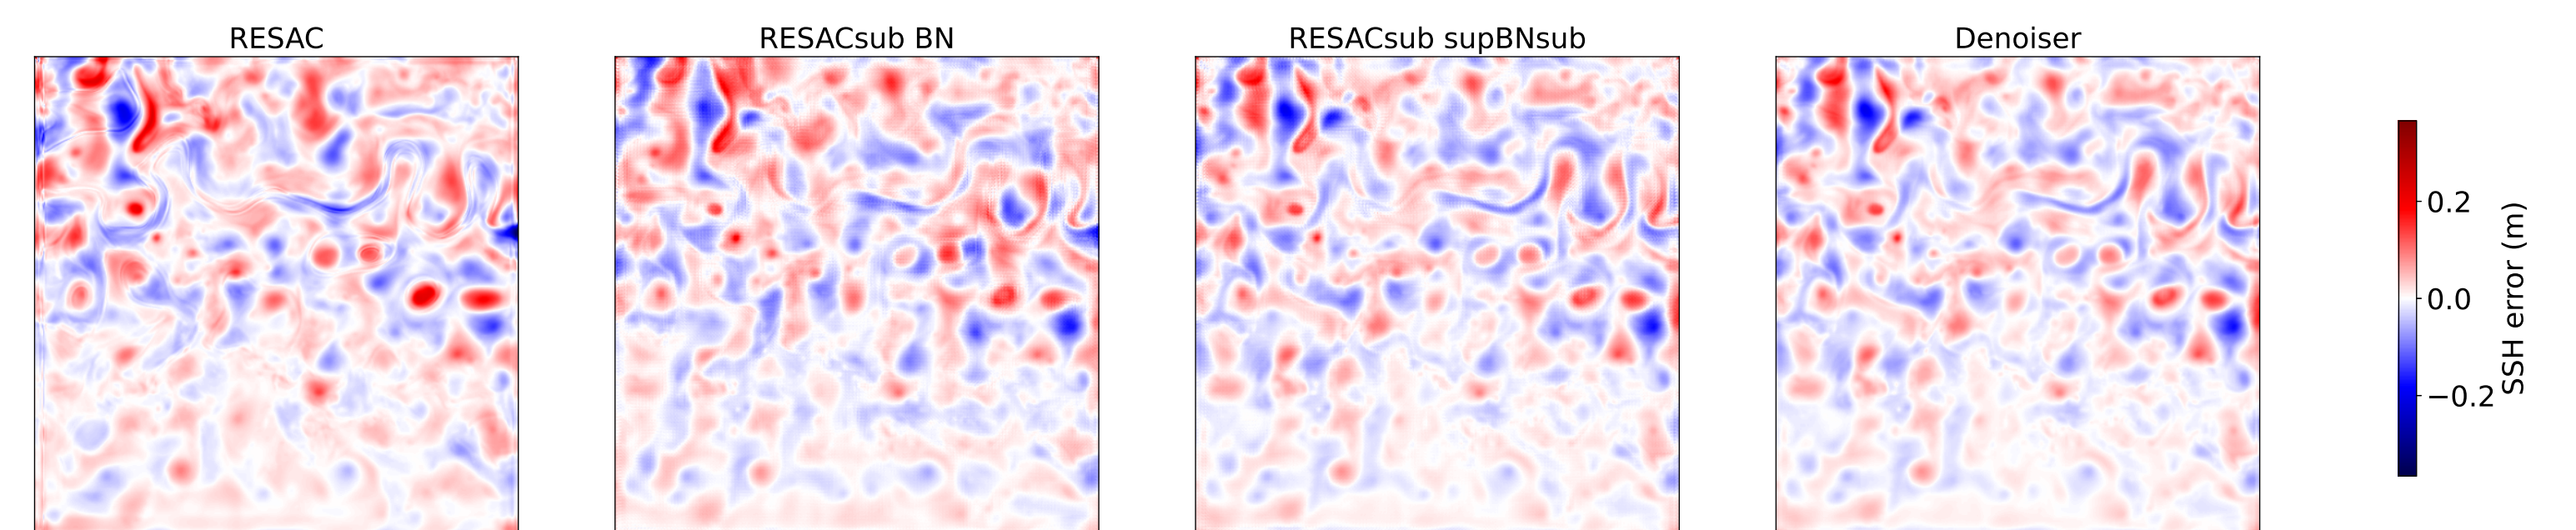 RESAC
RESACsub BN
RESACsub supBNsub
Denoiser
0.2
0.0
−0.2
SSH error (m)